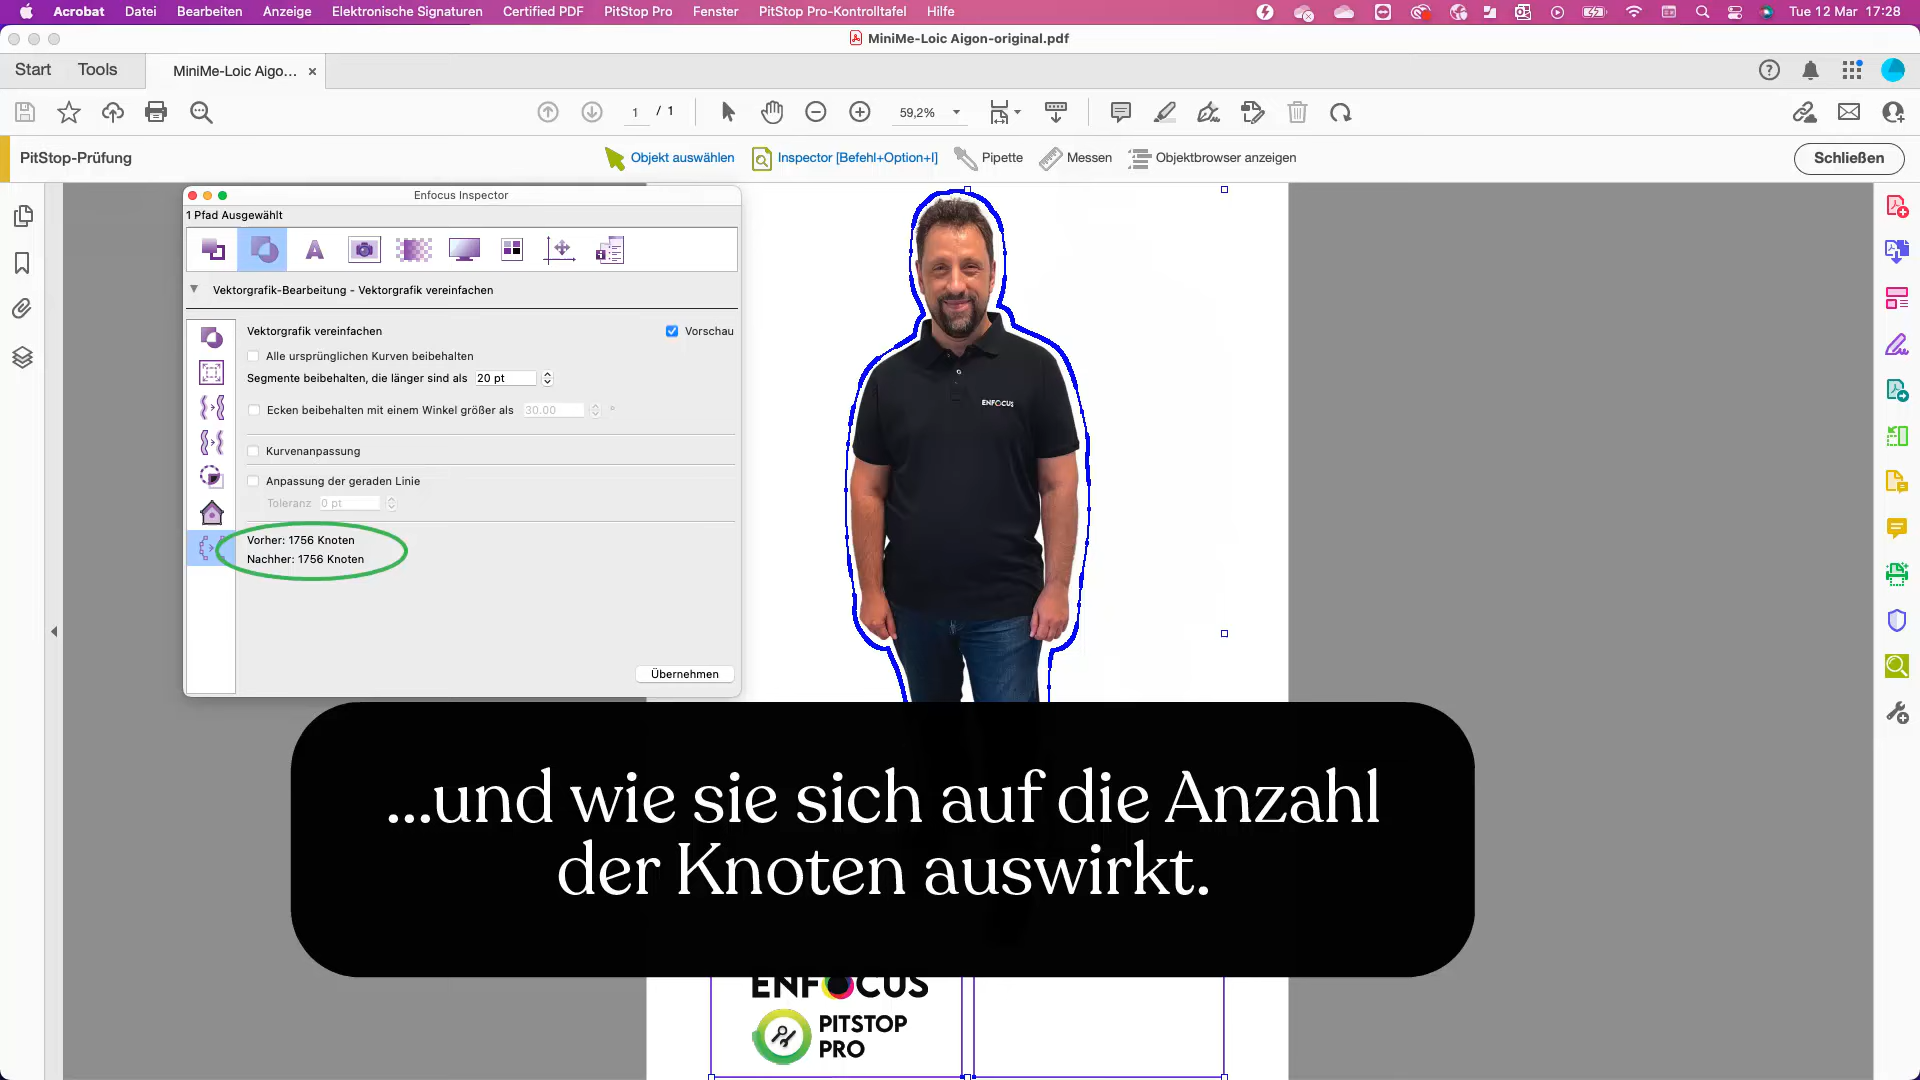 Acrobat Datei Bearbeiten Anzeige Elektronische Signaturen Certified PDF PitStop Pro Fenster PitStop Pro-Kontrolltafel Hilfe Tue 12 Mar 17:28
MiniMe-Loic Aigon-original.pdf
Start Tools MiniMe-Loic Aigo... ×
1 / 1 59,2%
PitStop-Prüfung Objekt auswählen Inspector [Befehl+Option+I] Pipette Messen Objektbrowser anzeigen Schließen
Enfocus Inspector
1 Pfad Ausgewählt
Vektorgrafik-Bearbeitung - Vektorgrafik vereinfachen
Vektorgrafik vereinfachen Vorschau
Alle ursprünglichen Kurven beibehalten
Segmente beibehalten, die länger sind als 20 pt
Ecken beibehalten mit einem Winkel größer als 30.00 °
Kurvenanpassung
Anpassung der geraden Linie
Toleranz 0 pt
Vorher: 1756 Knoten
Nachher: 1756 Knoten
Übernehmen
ENFOCUS
...und wie sie sich auf die Anzahl
der Knoten auswirkt.
ENFOCUS
PITSTOP
PRO